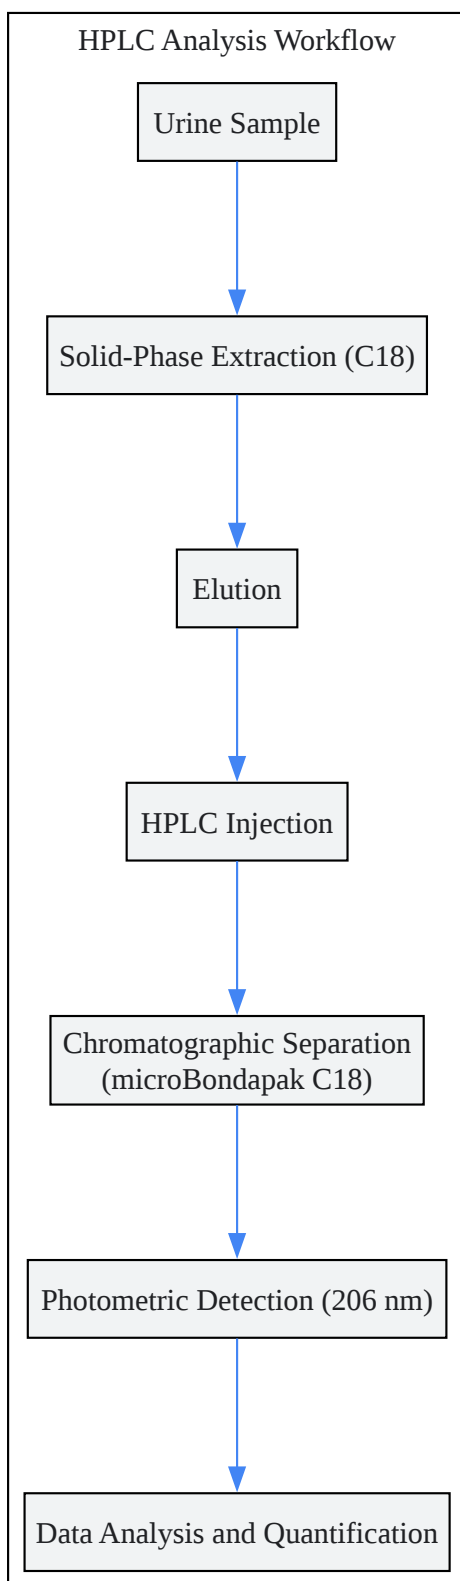 HPLC Analysis Workflow
Urine Sample
Solid-Phase Extraction (C18)
Elution
HPLC Injection
Chromatographic Separation
(microBondapak C18)
Photometric Detection (206 nm)
Data Analysis and Quantification